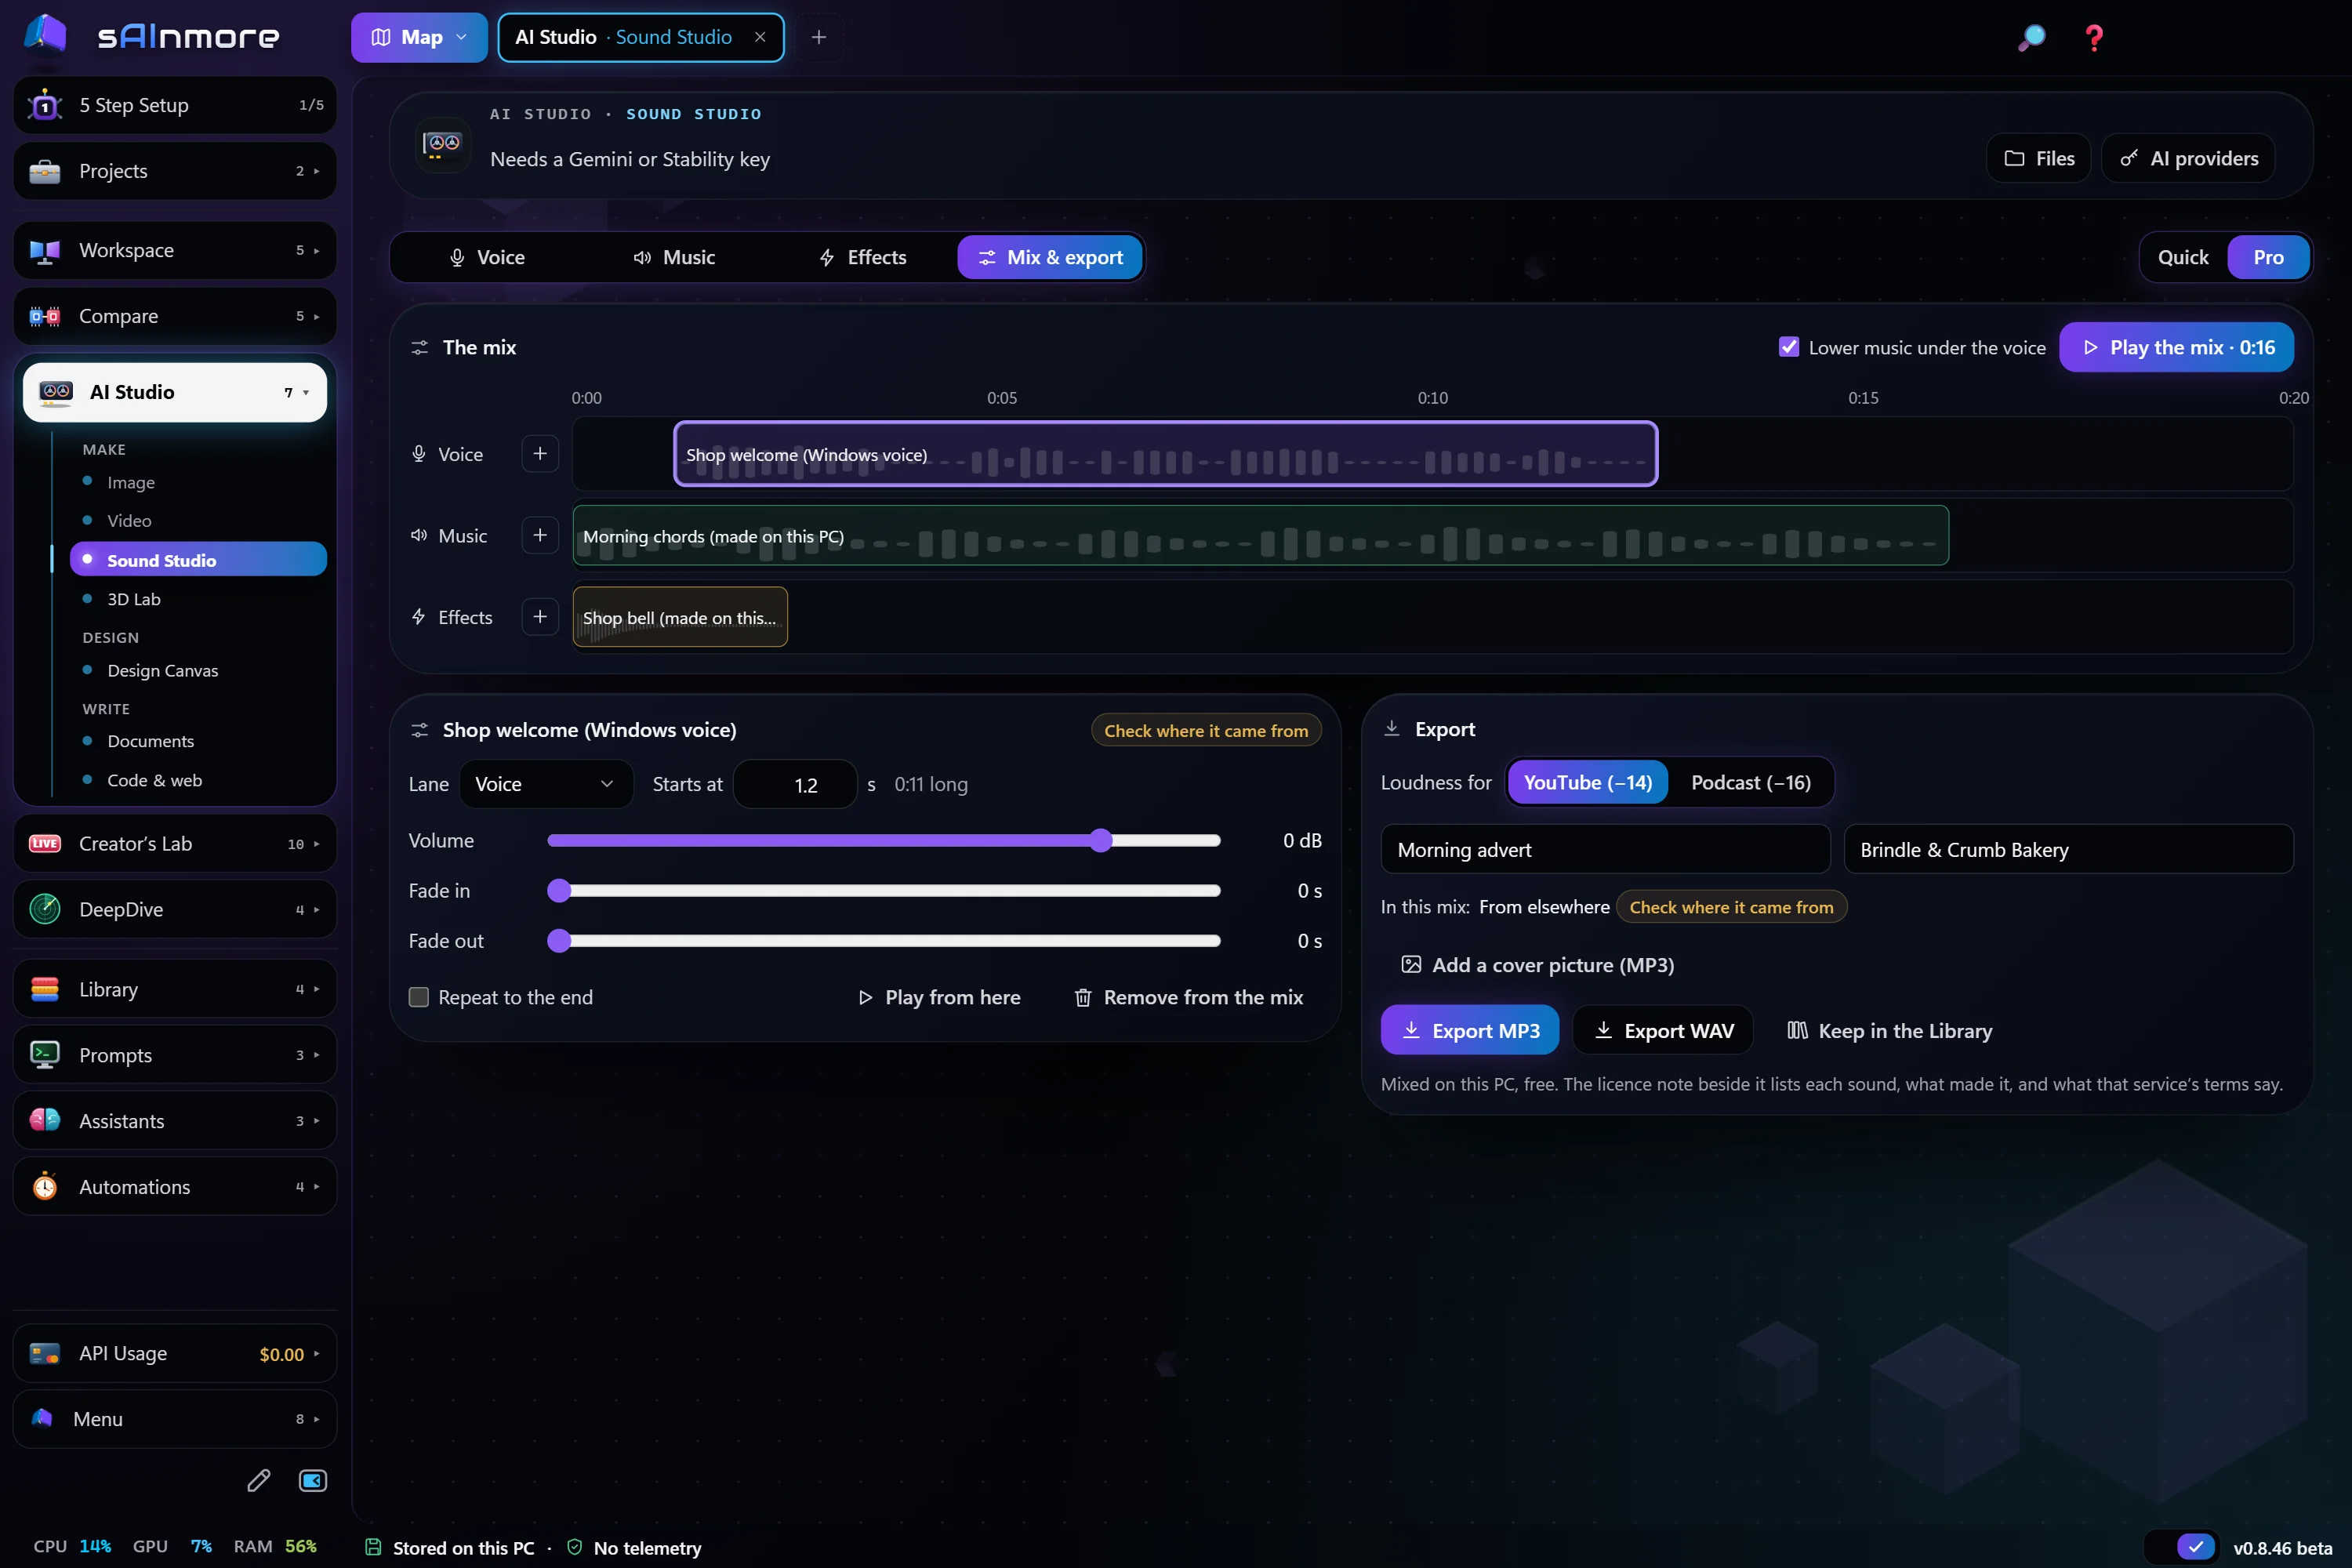 sAInmore
Map
AI Studio · Sound Studio
5 Step Setup 1/5
Projects 2
Workspace 5
Compare 5
AI Studio 7
MAKE
Image
Video
Sound Studio
3D Lab
DESIGN
Design Canvas
WRITE
Documents
Code & web
Creator’s Lab 10
LIVE
DeepDive 4
Library 4
Prompts 3
Assistants 3
Automations 4
API Usage $0.00
Menu 8
CPU 14% GPU 7% RAM 56%
AI STUDIO · SOUND STUDIO
Needs a Gemini or Stability key
Files
AI providers
Voice
Music
Effects
Mix & export
Quick
Pro
The mix
Lower music under the voice
Play the mix · 0:16
0:00 0:05 0:10 0:15 0:20
Voice
Shop welcome (Windows voice)
Music
Morning chords (made on this PC)
Effects
Shop bell (made on this...
Shop welcome (Windows voice)
Check where it came from
Lane Voice Starts at 1.2 s 0:11 long
Volume 0 dB
Fade in 0 s
Fade out 0 s
Repeat to the end
Play from here
Remove from the mix
Export
Loudness for YouTube (–14) Podcast (–16)
Morning advert
Brindle & Crumb Bakery
In this mix: From elsewhere Check where it came from
Add a cover picture (MP3)
Export MP3
Export WAV
Keep in the Library
Mixed on this PC, free. The licence note beside it lists each sound, what made it, and what that service’s terms say.
Stored on this PC · No telemetry
v0.8.46 beta